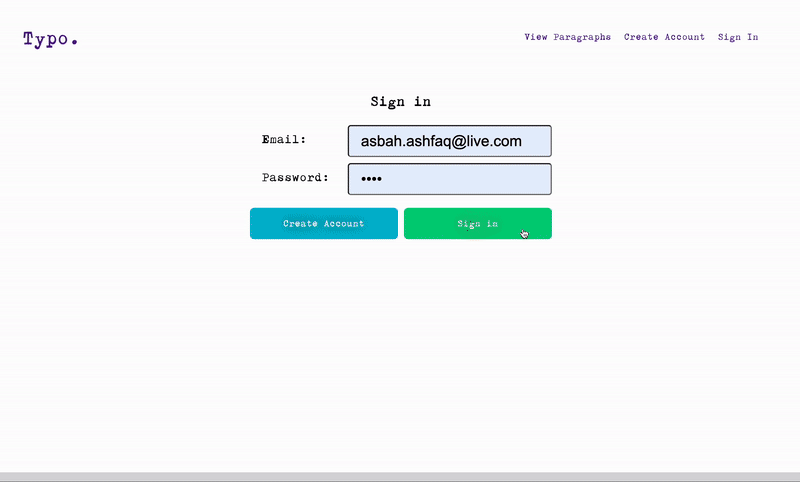 Typo.
View Paragraphs Create Account Sign In
Sign in
Email: asbah.ashfaq@live.com
Password: ••••
Create Account Sign in